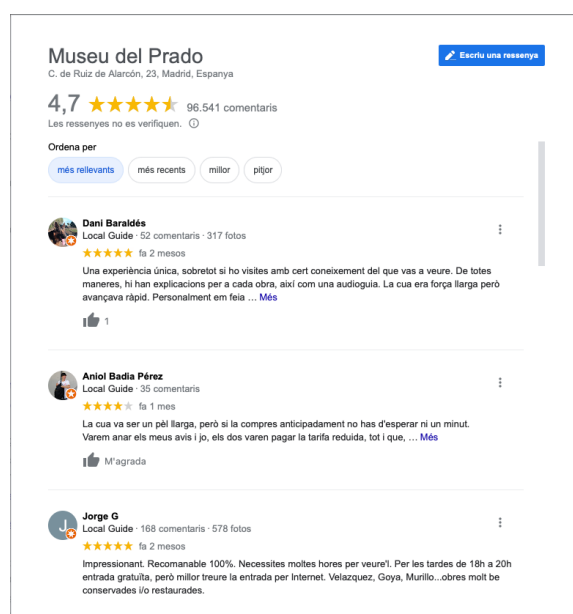 Museu del Prado
Escriu una ressenya
C. de Ruiz de Alarcón, 23, Madrid, Espanya
4,7 96.541 comentaris
Les ressenyes no es verifiquen.
Ordena per
més rellevants més recents millor pitjor
Dani Baraldés
Local Guide · 52 comentaris · 317 fotos
fa 2 mesos
Una experiència única, sobretot si ho visites amb cert coneixement del que vas a veure. De totes
maneres, hi han explicacions per a cada obra, així com una audioguia. La cua era força llarga però
avançava ràpid. Personalment em feia … Més
1
Aniol Badia Pérez
Local Guide · 35 comentaris
fa 1 mes
La cua va ser un pèl llarga, però si la compres anticipadament no has d'esperar ni un minut.
Varem anar els meus avis i jo, els dos varen pagar la tarifa reduida, tot i que, … Més
M'agrada
J
Jorge G
Local Guide · 168 comentaris · 578 fotos
fa 2 mesos
Impressionant. Recomanable 100%. Necessites moltes hores per veure'l. Per les tardes de 18h a 20h
entrada gratuïta, però millor treure la entrada per Internet. Velazquez, Goya, Murillo...obres molt be
conservades i/o restaurades.